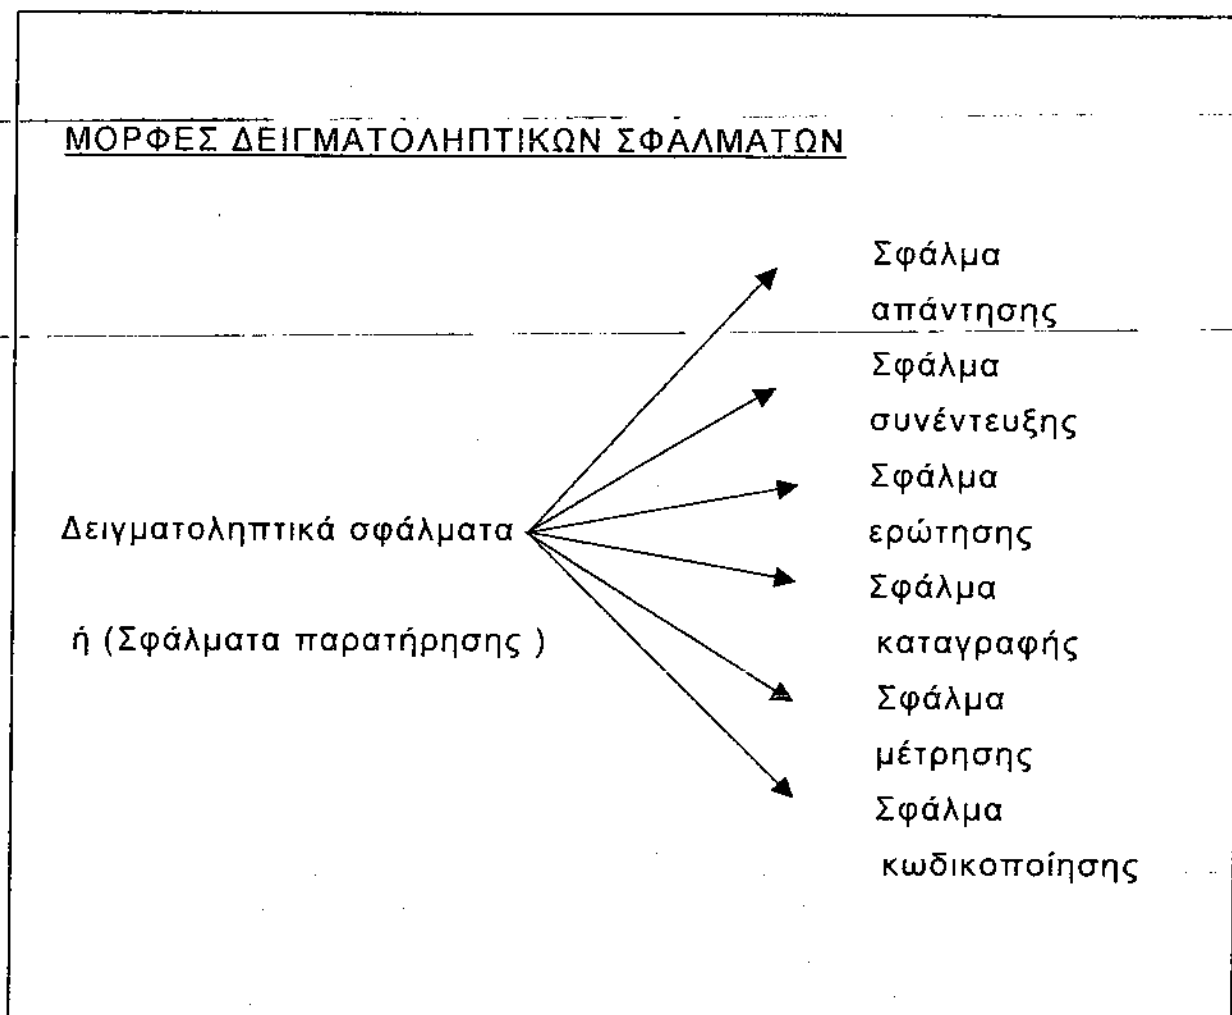 ΜΟΡΦΕΣ ΔΕΙΓΜΑΤΟΛΗΠΤΙΚΩΝ ΣΦΑΛΜΑΤΩΝ
Σφάλμα
απάντησης
Σφάλμα
συνέντευξης
Σφάλμα
Δειγματοληπτικά σφάλματα
ερώτησης
Σφάλμα
ή (Σφάλματα παρατήρησης )
καταγραφής
Σφάλμα
μέτρησης
Σφάλμα
κωδικοποίησης